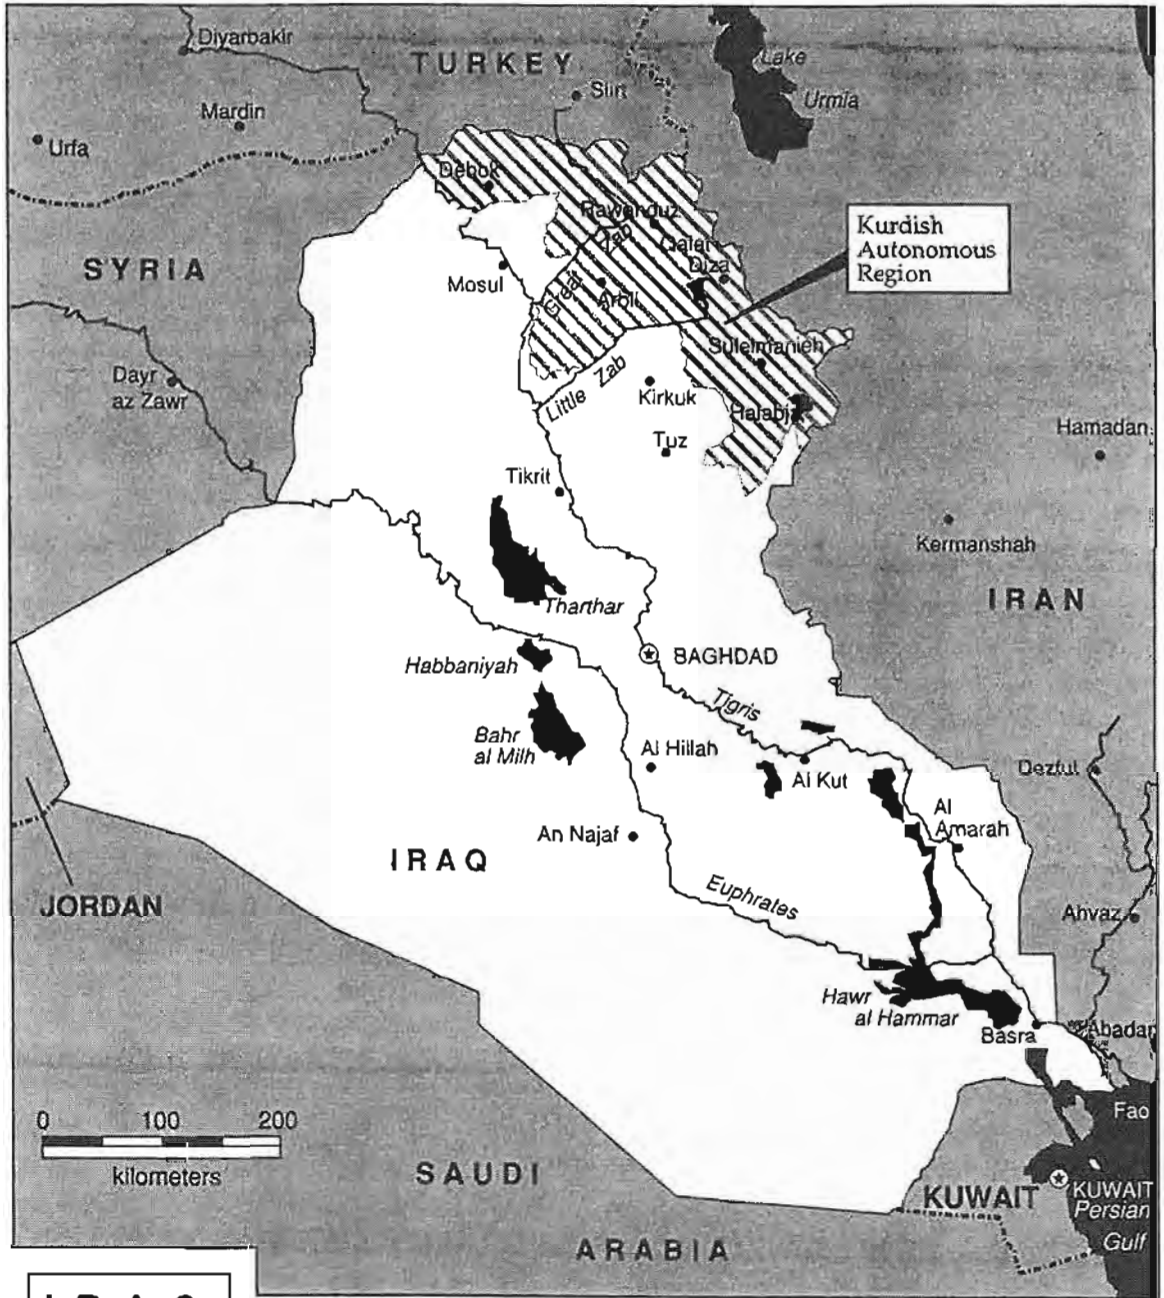 Diyarbakir
TURKEY
Lake
Urmia
Siirt
Mardin
Urfa
Debok
Rawanduz
Zab
Qalat
Diza
Kurdish
Autonomous
Region
SYRIA
Mosul
Great
Arbil
Suleimanieh
Dayr
az Zawr
Little Zab
Kirkuk
Halabj
Hamadan
Tuz
Tikrit
Kermanshah
IRAN
Tharthar
BAGHDAD
Habbaniyah
Tigris
Bahr
al Milh
Al Hillah
Al Kut
Dezful
Al
Amarah
An Najaf
IRAQ
Euphrates
JORDAN
Ahvaz
Hawr
al Hammar
Basra
Abadan
0 100 200
kilometers
Fao
SAUDI
KUWAIT
KUWAIT
Persian
Gulf
ARABIA
IRAQ